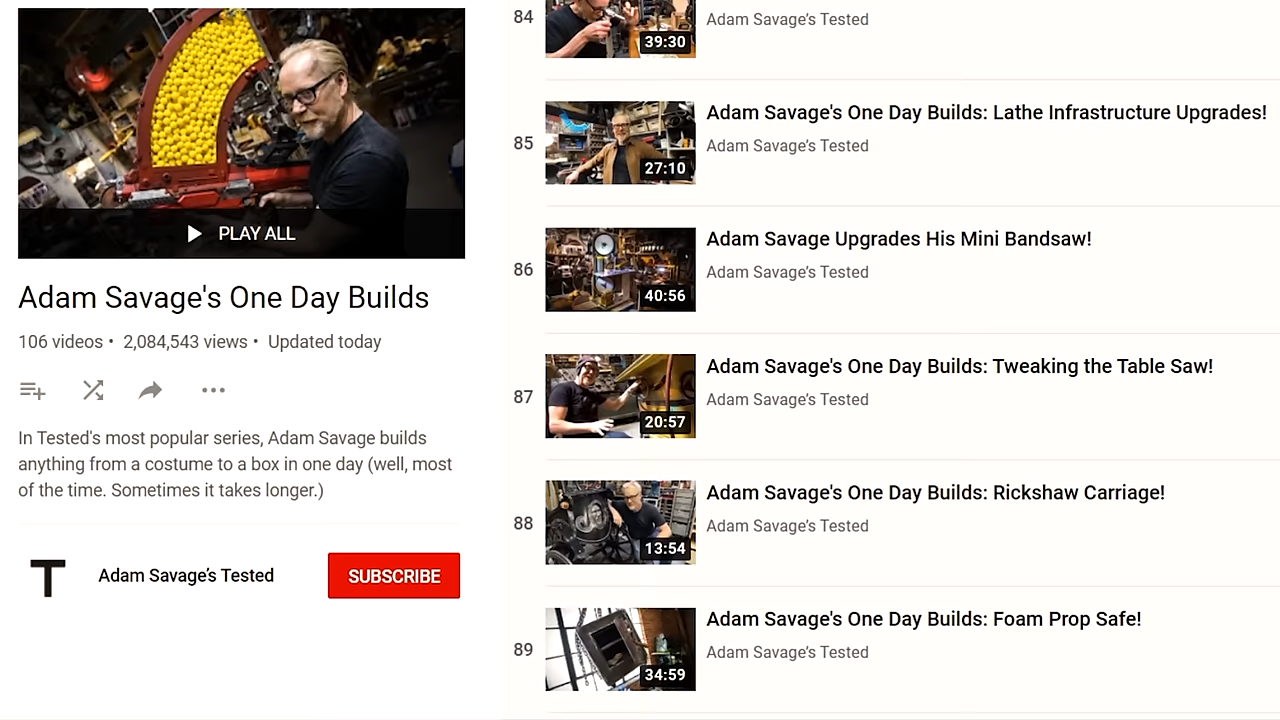 PLAY ALL
Adam Savage's One Day Builds
106 videos • 2,084,543 views • Updated today
In Tested's most popular series, Adam Savage builds
anything from a costume to a box in one day (well, most
of the time. Sometimes it takes longer.)
T
Adam Savage’s Tested
SUBSCRIBE
84
39:30
Adam Savage’s Tested
85
27:10
Adam Savage's One Day Builds: Lathe Infrastructure Upgrades!
Adam Savage’s Tested
86
40:56
Adam Savage Upgrades His Mini Bandsaw!
Adam Savage’s Tested
87
20:57
Adam Savage's One Day Builds: Tweaking the Table Saw!
Adam Savage’s Tested
88
13:54
Adam Savage's One Day Builds: Rickshaw Carriage!
Adam Savage’s Tested
89
34:59
Adam Savage's One Day Builds: Foam Prop Safe!
Adam Savage’s Tested